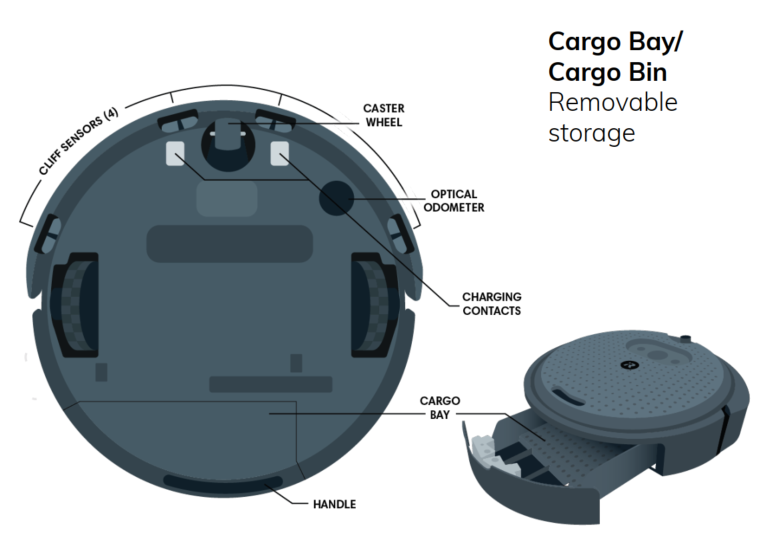 Cargo Bay/
Cargo Bin
Removable
storage
CLIFF SENSORS (4)
CASTER
WHEEL
OPTICAL
ODOMETER
CHARGING
CONTACTS
CARGO
BAY
HANDLE